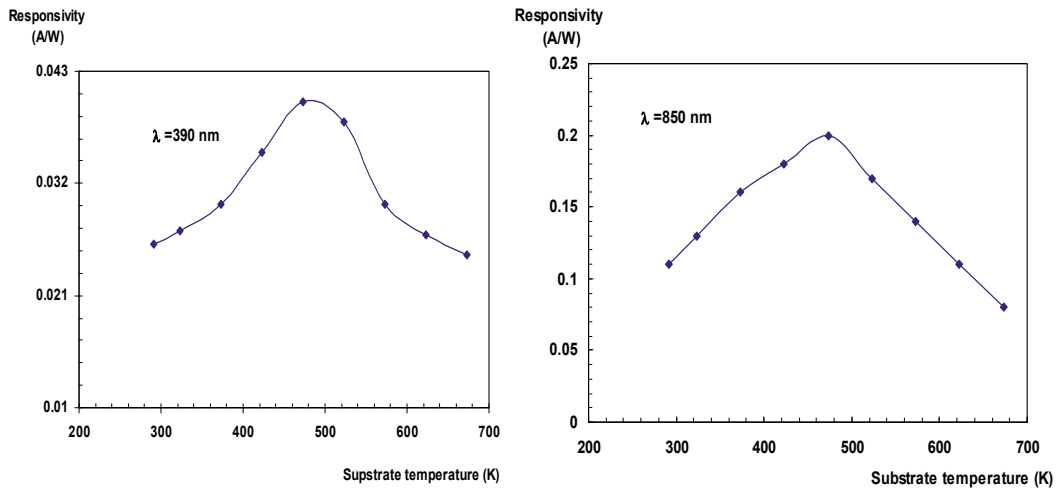 Responsivity
(A/W)
0.043
0.032
0.021
0.01
λ =390 nm
200 300 400 500 600 700
Supstrate temperature (K)
Responsivity
(A/W)
0.25
0.2
0.15
0.1
0.05
0
λ =850 nm
200 300 400 500 600 700
Substrate temperature (K)